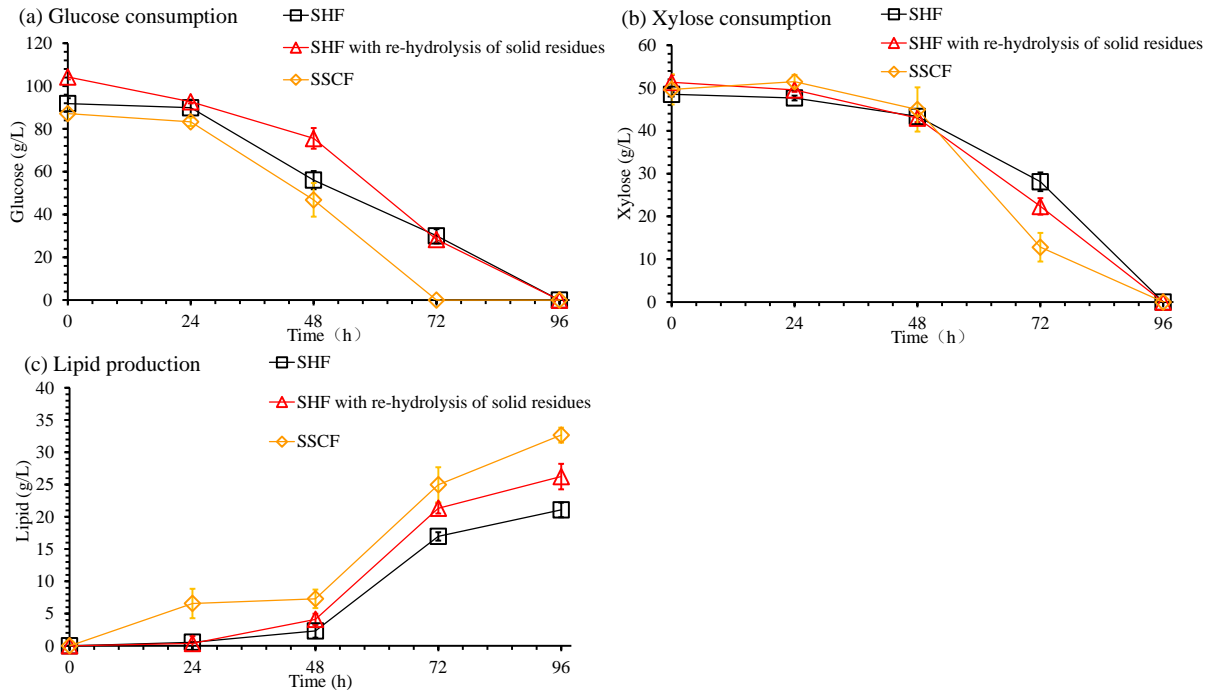 (a) Glucose consumption
SHF
SHF with re-hydrolysis of solid residues
SSCF
Glucose (g/L)
120
100
80
60
40
20
0
0 24 48 72 96
Time（h）
(b) Xylose consumption
SHF
SHF with re-hydrolysis of solid residues
SSCF
Xylose (g/L)
60
50
40
30
20
10
0
0 24 48 72 96
Time（h）
(c) Lipid production
SHF
SHF with re-hydrolysis of solid residues
SSCF
Lipid (g/L)
40
35
30
25
20
15
10
5
0
0 24 48 72 96
Time (h)